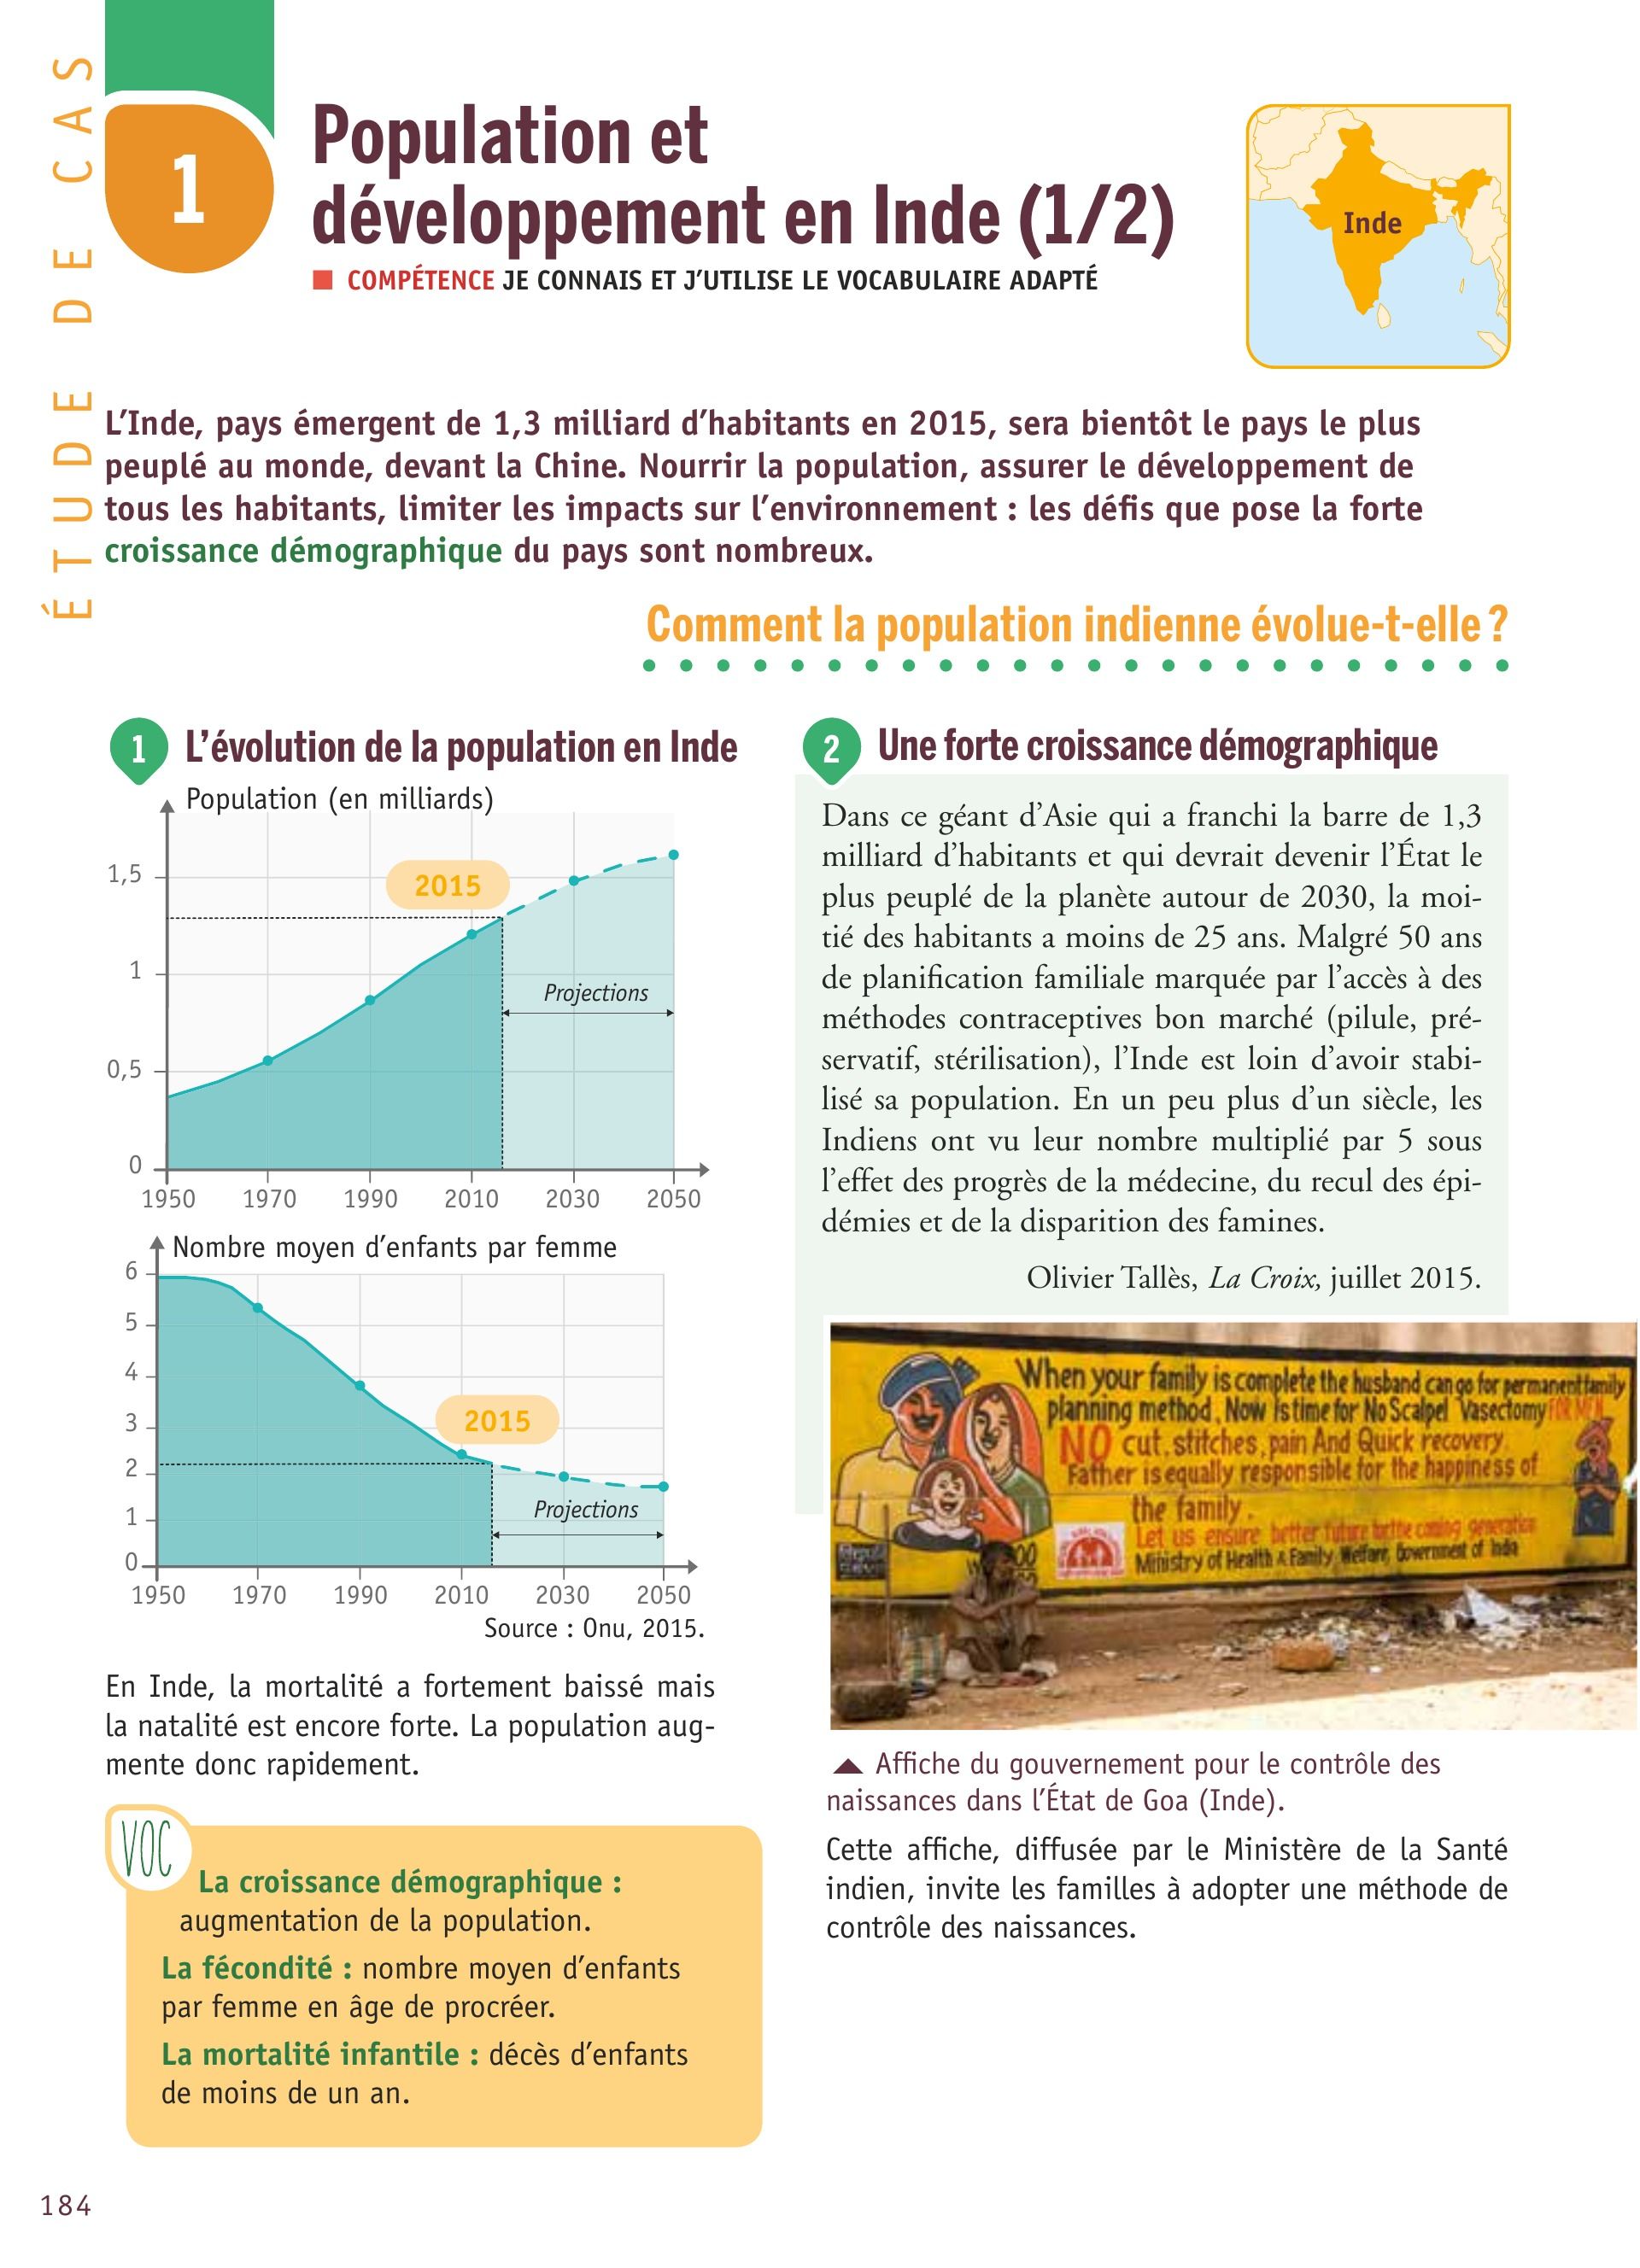 ÉTUDE DE CAS
1
Population et
développement en Inde (1/2)
COMPÉTENCE JE CONNAIS ET J'UTILISE LE VOCABULAIRE ADAPTÉ
Inde
L'Inde, pays émergent de 1,3 milliard d'habitants en 2015, sera bientôt le pays le plus
peuplé au monde, devant la Chine. Nourrir la population, assurer le développement de
tous les habitants, limiter les impacts sur l'environnement : les défis que pose la forte
croissance démographique du pays sont nombreux.
Comment la population indienne évolue-t-elle ?
1 L'évolution de la population en Inde
Population (en milliards)
1,5
1
0,5
0
2015
Projections
1950 1970 1990 2010 2030 2050
Nombre moyen d'enfants par femme
6
5
4
3
2
1
0
2015
Projections
1950 1970 1990 2010 2030 2050
Source : Onu, 2015.
En Inde, la mortalité a fortement baissé mais
la natalité est encore forte. La population aug-
mente donc rapidement.
VOC
La croissance démographique :
augmentation de la population.
La fécondité : nombre moyen d'enfants
par femme en âge de procréer.
La mortalité infantile : décès d'enfants
de moins de un an.
2 Une forte croissance démographique
Dans ce géant d'Asie qui a franchi la barre de 1,3
milliard d'habitants et qui devrait devenir l'État le
plus peuplé de la planète autour de 2030, la moi-
tié des habitants a moins de 25 ans. Malgré 50 ans
de planification familiale marquée par l'accès à des
méthodes contraceptives bon marché (pilule, pré-
servatif, stérilisation), l'Inde est loin d'avoir stabi-
lisé sa population. En un peu plus d'un siècle, les
Indiens ont vu leur nombre multiplié par 5 sous
l'effet des progrès de la médecine, du recul des épi-
démies et de la disparition des famines.
Olivier Tallès, La Croix, juillet 2015.
When your family is complete the husband can go for permanent family
planning method. Now Is time for No Scalpel Vasectomy FOR MEN
NO cut, stitches, pain And Quick recovery
Father is equally responsible for the happiness of
the family.
Let us ensure better future for the coming generation
Ministry of Health & Family Welfare, Government of India
Affiche du gouvernement pour le contrôle des
naissances dans l'État de Goa (Inde).
Cette affiche, diffusée par le Ministère de la Santé
indien, invite les familles à adopter une méthode de
contrôle des naissances.
184